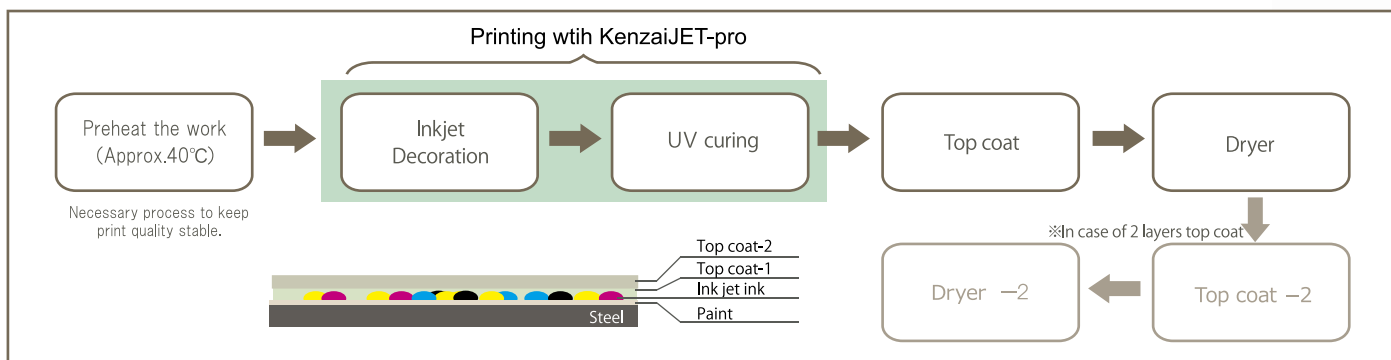 Printing wtih KenzaiJET-pro
Preheat the work
(Approx.40℃)
Inkjet
Decoration
UV curing
Top coat
Dryer
Necessary process to keep
print quality stable.
※In case of 2 layers top coat
Top coat −2
Dryer −2
Top coat-2
Top coat-1
Ink jet ink
Paint
Steel